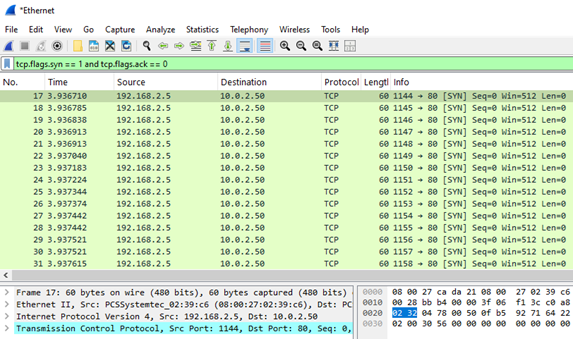 *Ethernet
File Edit View Go Capture Analyze Statistics Telephony Wireless Tools Help
tcp.flags.syn == 1 and tcp.flags.ack == 0
No. Time Source Destination Protocol Length Info
17 3.936710 192.168.2.5 10.0.2.50 TCP 60 1144 → 80 [SYN] Seq=0 Win=512 Len=0
18 3.936785 192.168.2.5 10.0.2.50 TCP 60 1145 → 80 [SYN] Seq=0 Win=512 Len=0
19 3.936838 192.168.2.5 10.0.2.50 TCP 60 1146 → 80 [SYN] Seq=0 Win=512 Len=0
20 3.936913 192.168.2.5 10.0.2.50 TCP 60 1147 → 80 [SYN] Seq=0 Win=512 Len=0
21 3.936913 192.168.2.5 10.0.2.50 TCP 60 1148 → 80 [SYN] Seq=0 Win=512 Len=0
22 3.937040 192.168.2.5 10.0.2.50 TCP 60 1149 → 80 [SYN] Seq=0 Win=512 Len=0
23 3.937183 192.168.2.5 10.0.2.50 TCP 60 1150 → 80 [SYN] Seq=0 Win=512 Len=0
24 3.937224 192.168.2.5 10.0.2.50 TCP 60 1151 → 80 [SYN] Seq=0 Win=512 Len=0
25 3.937344 192.168.2.5 10.0.2.50 TCP 60 1152 → 80 [SYN] Seq=0 Win=512 Len=0
26 3.937374 192.168.2.5 10.0.2.50 TCP 60 1153 → 80 [SYN] Seq=0 Win=512 Len=0
27 3.937442 192.168.2.5 10.0.2.50 TCP 60 1154 → 80 [SYN] Seq=0 Win=512 Len=0
28 3.937442 192.168.2.5 10.0.2.50 TCP 60 1155 → 80 [SYN] Seq=0 Win=512 Len=0
29 3.937521 192.168.2.5 10.0.2.50 TCP 60 1156 → 80 [SYN] Seq=0 Win=512 Len=0
30 3.937521 192.168.2.5 10.0.2.50 TCP 60 1157 → 80 [SYN] Seq=0 Win=512 Len=0
31 3.937615 192.168.2.5 10.0.2.50 TCP 60 1158 → 80 [SYN] Seq=0 Win=512 Len=0
Frame 17: 60 bytes on wire (480 bits), 60 bytes captured (480 bits)
Ethernet II, Src: PCSSystemtec_02:39:c6 (08:00:27:02:39:c6), Dst: PC
Internet Protocol Version 4, Src: 192.168.2.5, Dst: 10.0.2.50
Transmission Control Protocol, Src Port: 1144, Dst Port: 80, Seq: 0,
0000 08 00 27 ca da 21 08 00 27 02 39 c6
0010 00 28 bb b4 00 00 3f 06 f1 3c c0 a8
0020 02 32 04 78 00 50 0f b5 92 71 64 22
0030 02 00 30 56 00 00 00 00 00 00 00 00